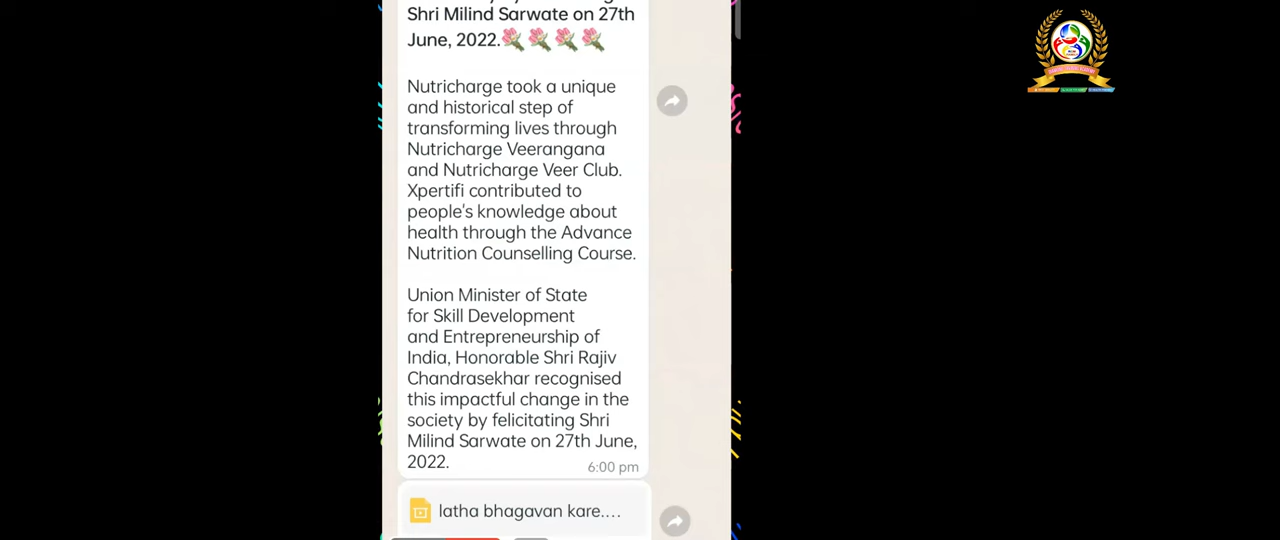 Shri Milind Sarwate on 27th
June, 2022.
Nutricharge took a unique
and historical step of
transforming lives through
Nutricharge Veerangana
and Nutricharge Veer Club.
Xpertifi contributed to
people's knowledge about
health through the Advance
Nutrition Counselling Course.
Union Minister of State
for Skill Development
and Entrepreneurship of
India, Honorable Shri Rajiv
Chandrasekhar recognised
this impactful change in the
society by felicitating Shri
Milind Sarwate on 27th June,
2022.
6:00 pm
latha bhagavan kare....